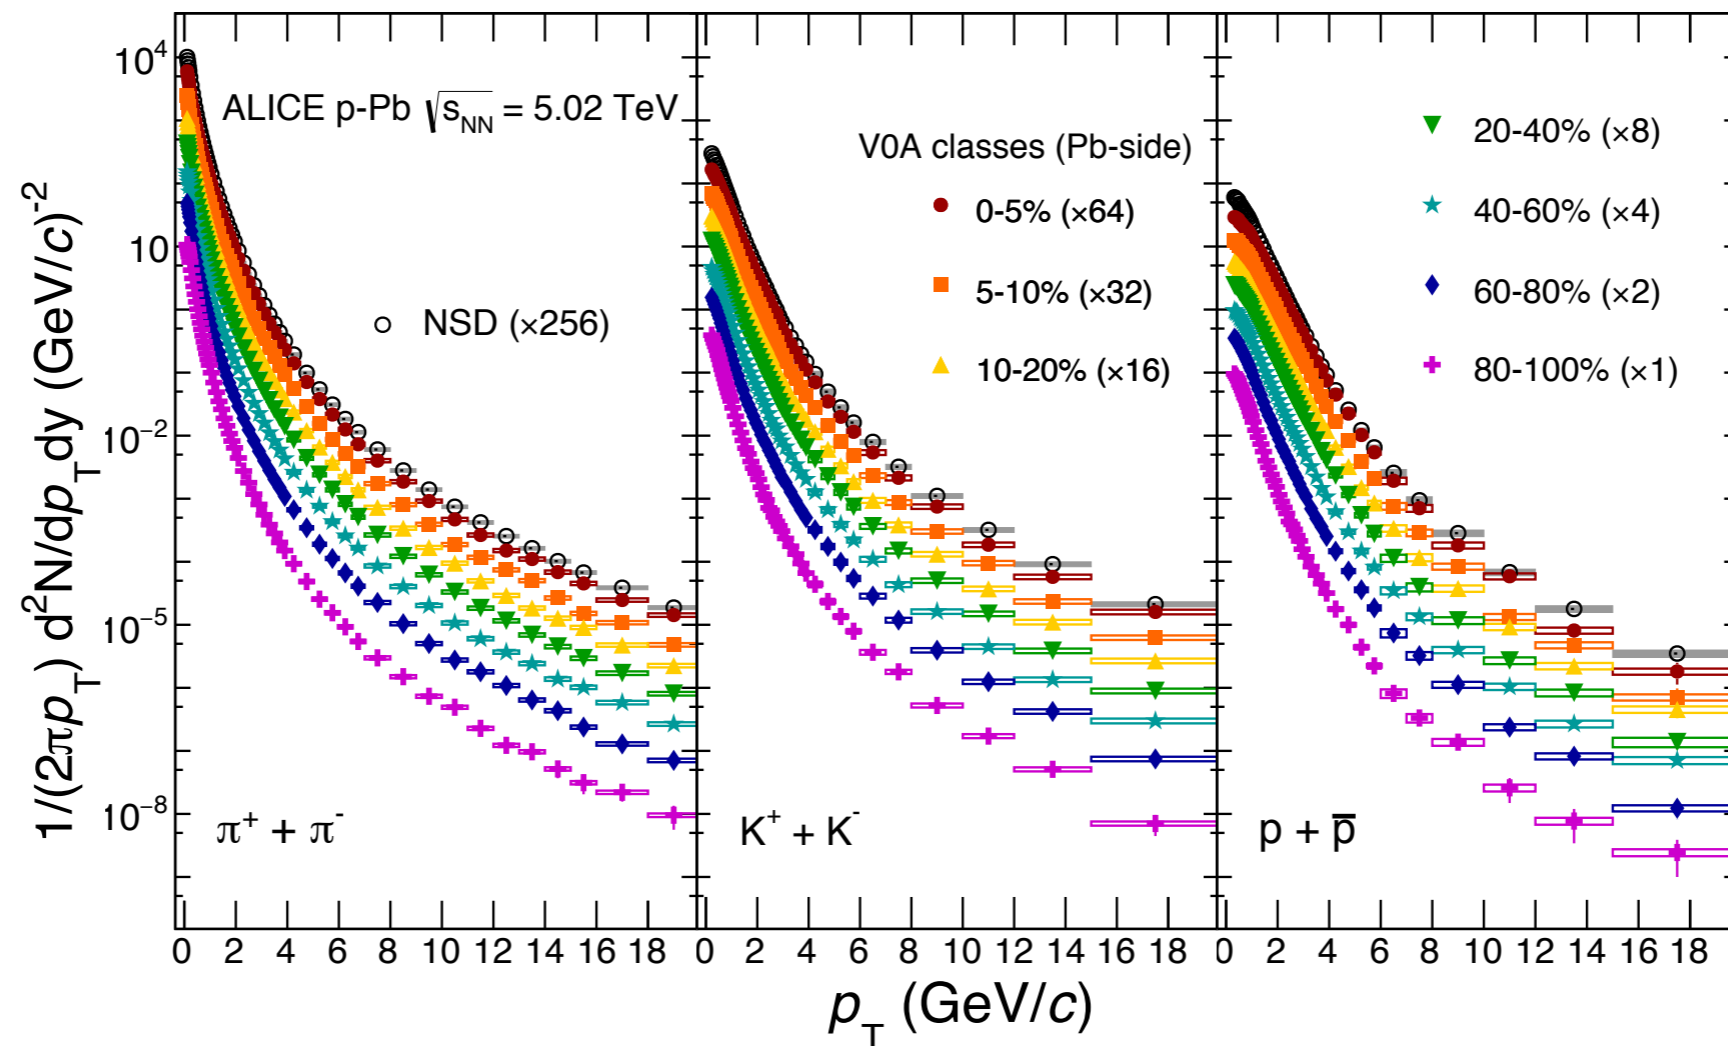 1/(2πp_T) d²N/dp_Tdy (GeV/c)⁻²
10⁴
10
10⁻²
10⁻⁵
10⁻⁸
ALICE p-Pb √s_NN = 5.02 TeV
NSD (×256)
π⁺ + π⁻
V0A classes (Pb-side)
0-5% (×64)
5-10% (×32)
10-20% (×16)
K⁺ + K⁻
20-40% (×8)
40-60% (×4)
60-80% (×2)
80-100% (×1)
p + p̅
0 2 4 6 8 10 12 14 16 18 0 2 4 6 8 10 12 14 16 18 0 2 4 6 8 10 12 14 16 18
p_T (GeV/c)